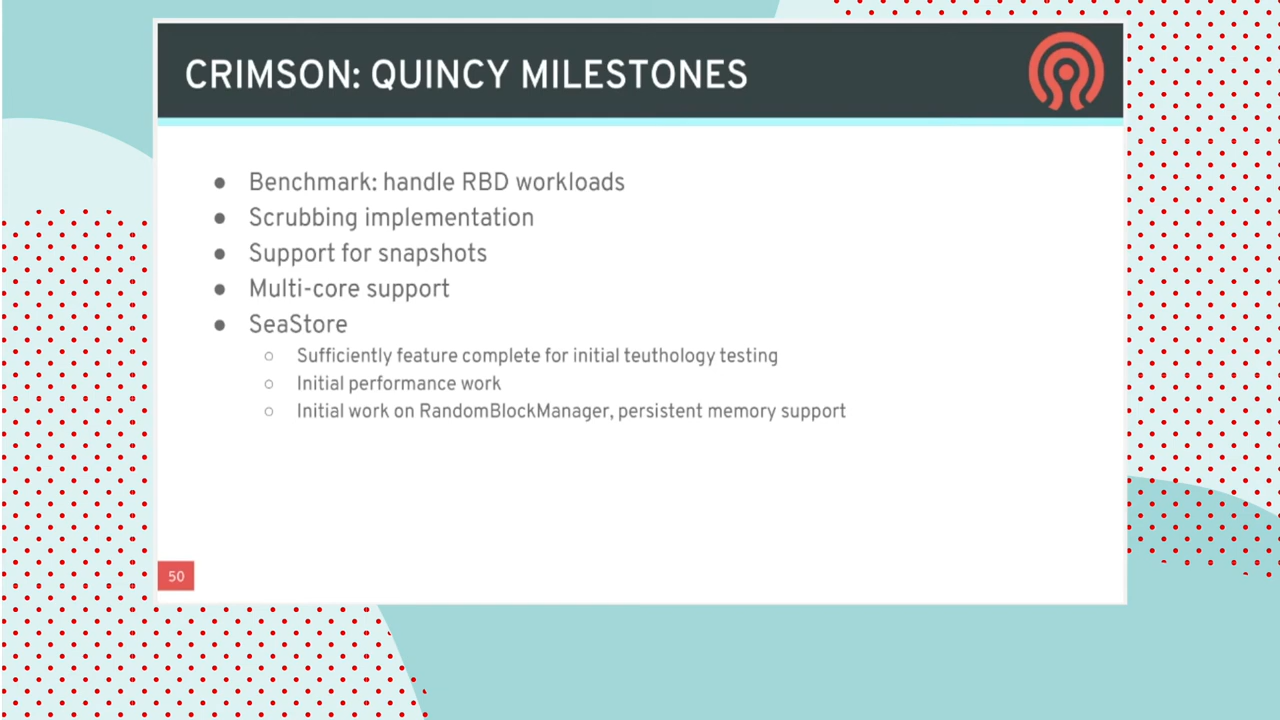 CRIMSON: QUINCY MILESTONES
● Benchmark: handle RBD workloads
● Scrubbing implementation
● Support for snapshots
● Multi-core support
● SeaStore
○ Sufficiently feature complete for initial teuthology testing
○ Initial performance work
○ Initial work on RandomBlockManager, persistent memory support
50